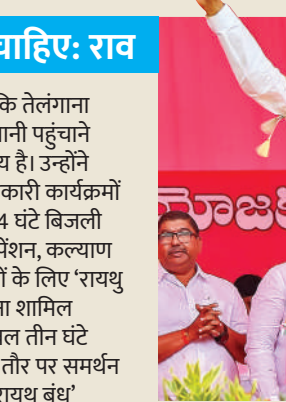 चाहिए: राव
कि तेलंगाना
पानी पहुंचाने
य है। उन्होंने
कारी कार्यक्रमों
4 घंटे बिजली
पेंशन, कल्याण
ों के लिए ‘रायथु
ना शामिल
ल तीन घंटे
तौर पर समर्थन
रायथु बंधु’